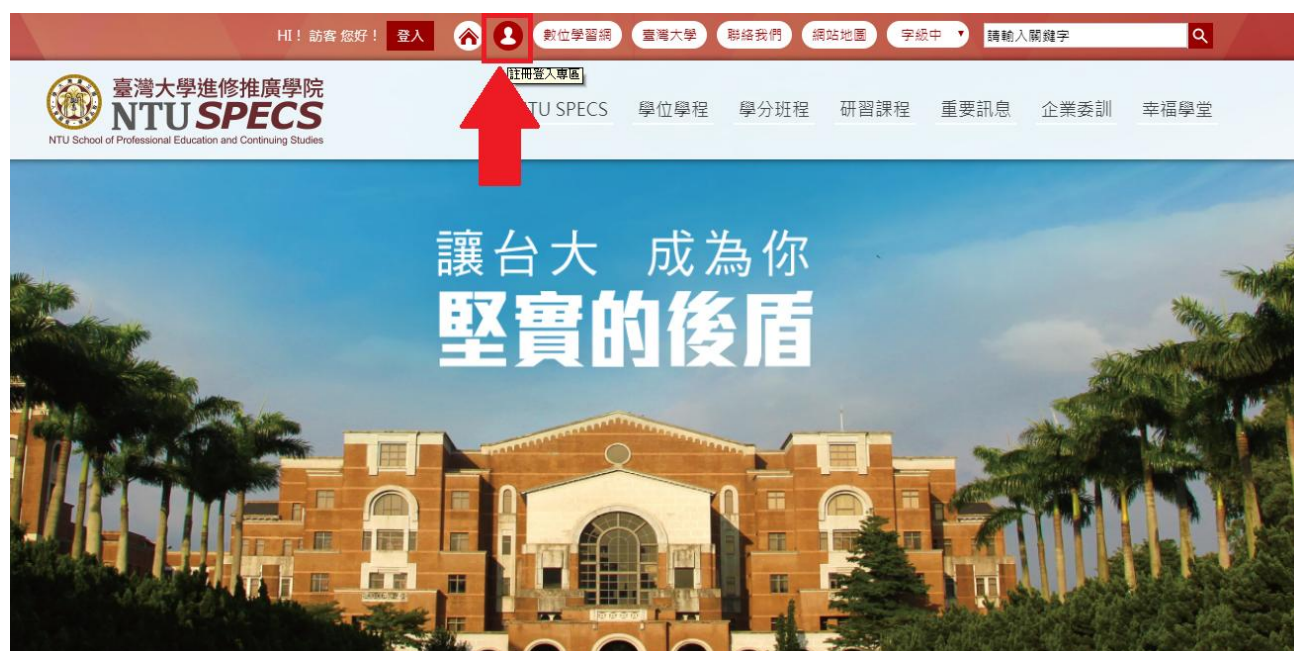 HI！訪客 您好！ 登入 數位學習網 臺灣大學 聯絡我們 網站地圖 字級中 請輸入關鍵字
註冊登入專區
臺灣大學進修推廣學院
NTU SPECS
NTU School of Professional Education and Continuing Studies
TU SPECS 學位學程 學分班程 研習課程 重要訊息 企業委訓 幸福學堂
讓台大 成為你
堅實的後盾